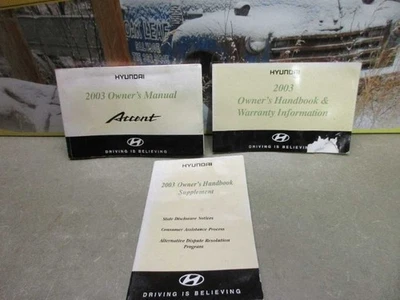 HYUNDAI
2003 Owner's Manual
Accent
DRIVING IS BELIEVING
HYUNDAI
2003
Owner's Handbook &
Warranty Information
DRIVING IS BELIEVING
HYUNDAI
2003 Owner's Handbook
Supplement
State Disclosure Notices
Consumer Assistance Process
Alternative Dispute Resolution
Program
DRIVING IS BELIEVING